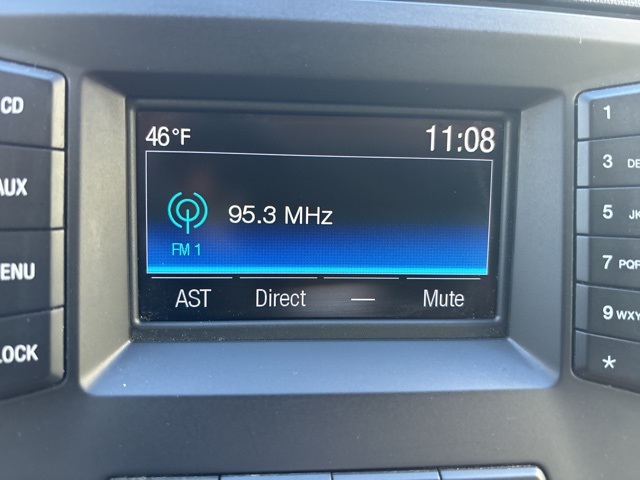 CD
AUX
MENU
LOCK
46°F 11:08
95.3 MHz
FM 1
AST Direct — Mute
1
3 DE
5 JK
7 PQR
9 WXY
*